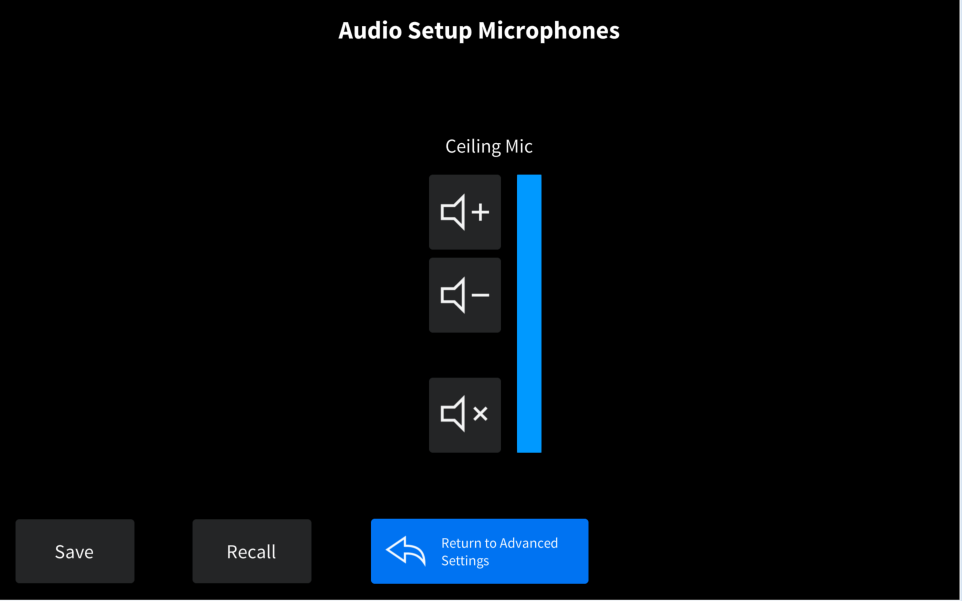 Audio Setup Microphones
Ceiling Mic
Save
Recall
Return to Advanced
Settings